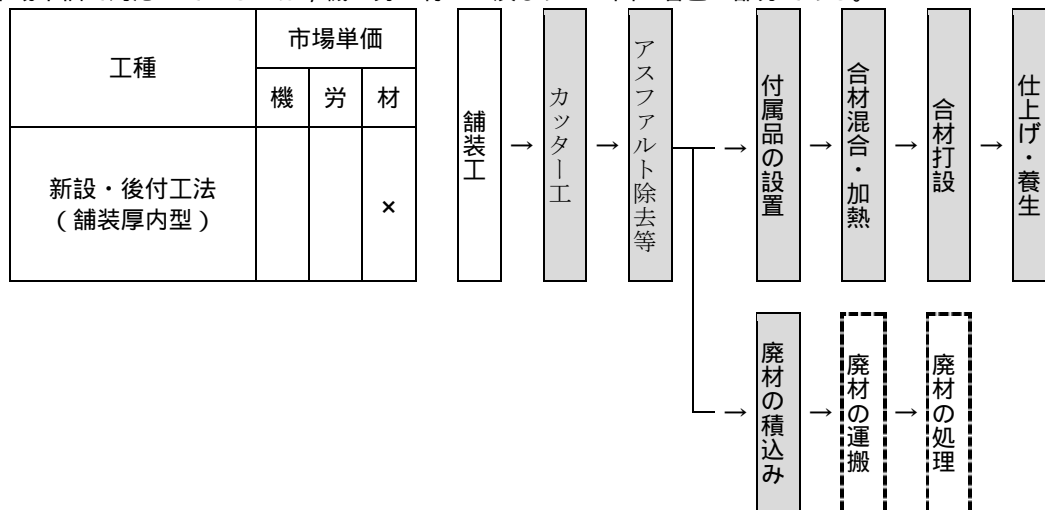 工種
市場単価
機 労 材
新設・後付工法
(舗装厚内型)
×
舗装工
→
カッター工
→
アスファルト除去等
→
付属品の設置
→
合材混合・加熱
→
合材打設
→
仕上げ・養生
→
廃材の積込み
→
廃材の運搬
→
廃材の処理